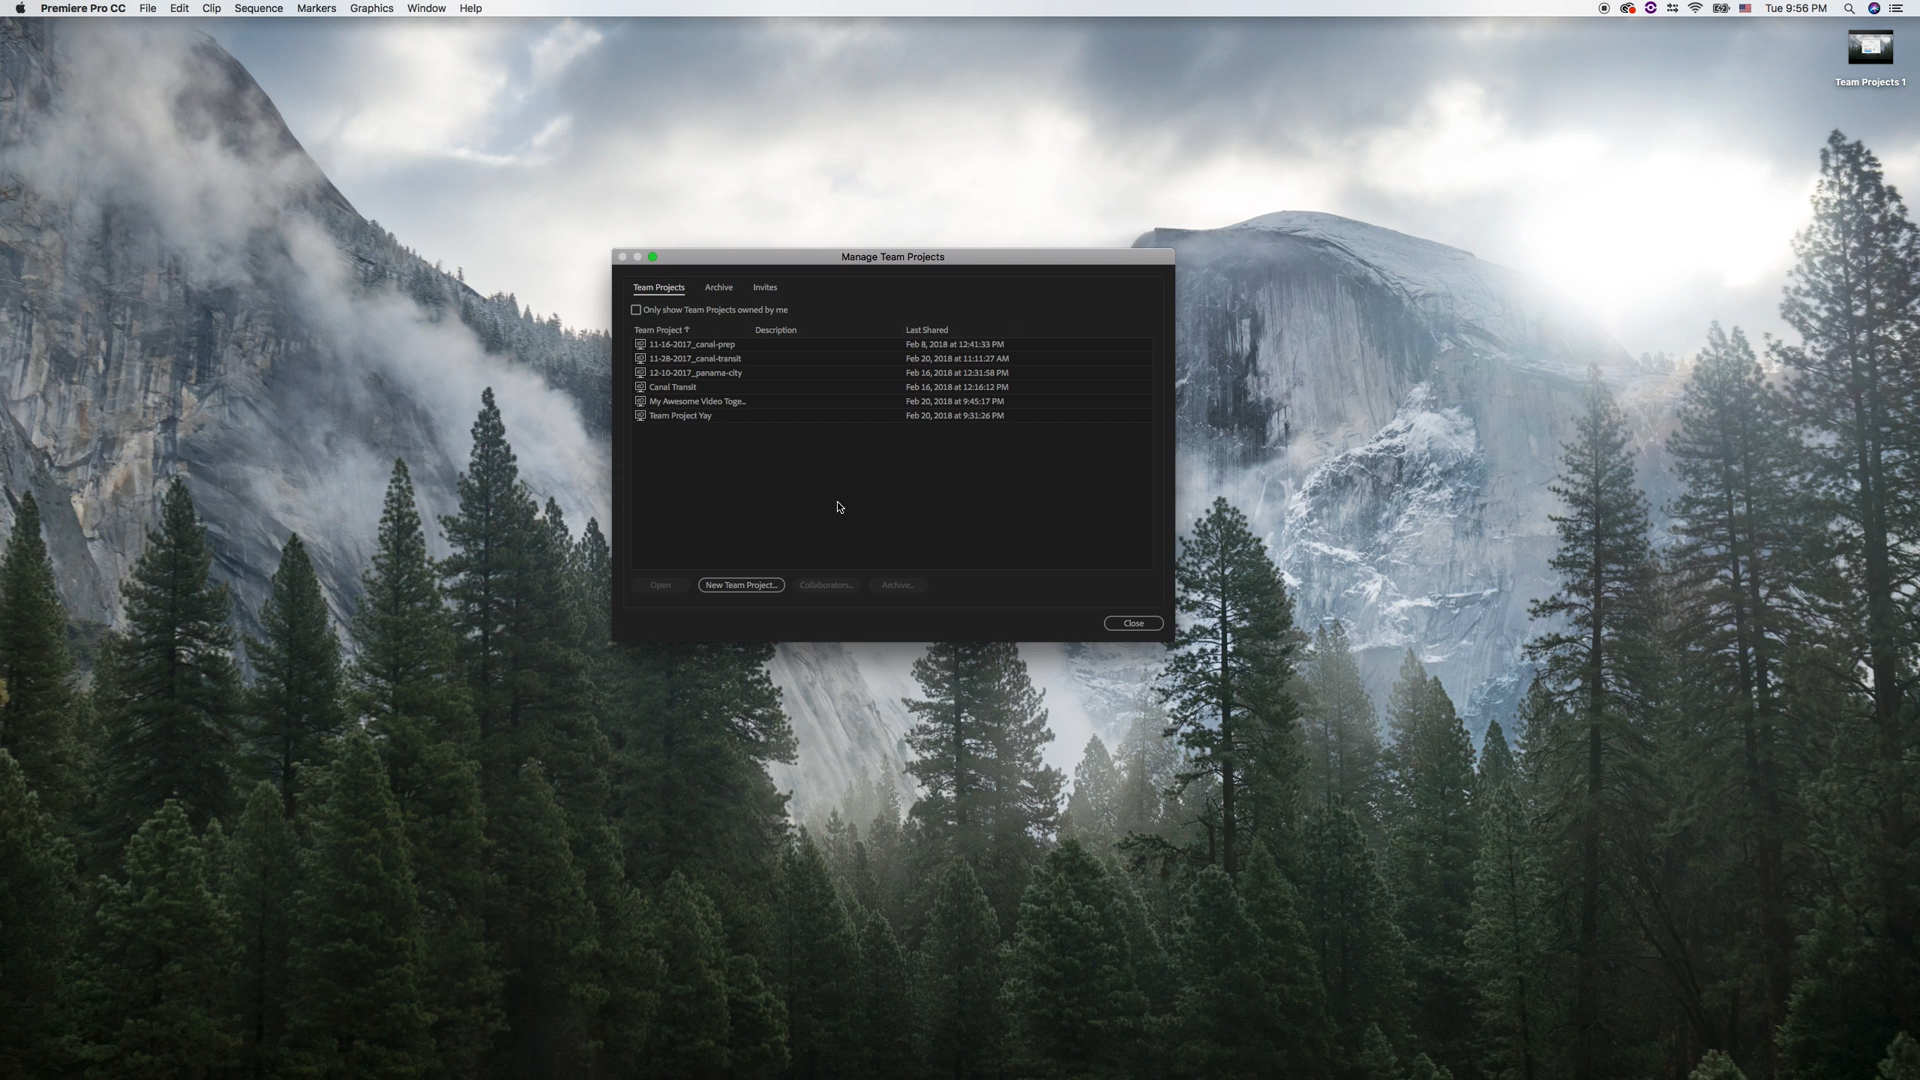 Premiere Pro CC File Edit Clip Sequence Markers Graphics Window Help Tue 9:56 PM
Team Projects 1
Manage Team Projects
Team Projects Archive Invites
Only show Team Projects owned by me
Team Project ↑ Description Last Shared
11-16-2017_canal-prep Feb 8, 2018 at 12:41:33 PM
11-28-2017_canal-transit Feb 20, 2018 at 11:11:27 AM
12-10-2017_panama-city Feb 16, 2018 at 12:31:58 PM
Canal Transit Feb 16, 2018 at 12:16:12 PM
My Awesome Video Toge... Feb 20, 2018 at 9:45:17 PM
Team Project Yay Feb 20, 2018 at 9:31:26 PM
Open New Team Project... Collaborators... Archive...
Close